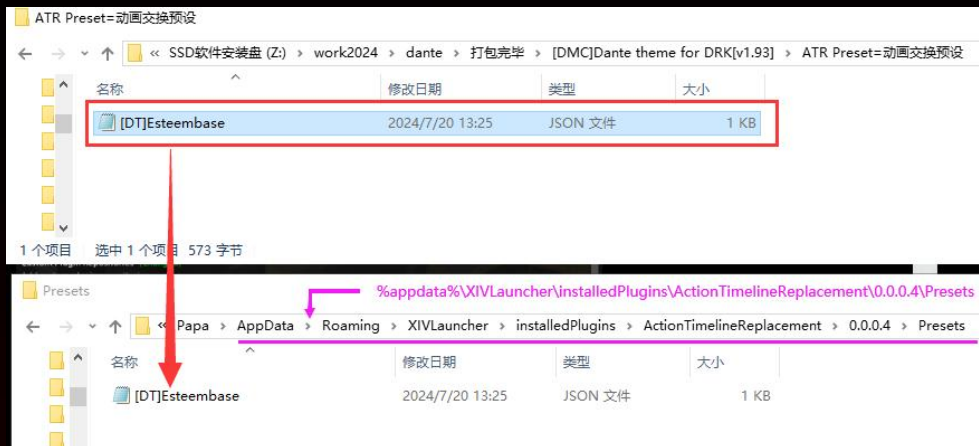 ATR Preset=动画交换预设
« SSD软件安装盘 (Z:) › work2024 › dante › 打包完毕 › [DMC]Dante theme for DRK[v1.93] › ATR Preset=动画交换预设
名称 修改日期 类型 大小
[DT]Esteembase 2024/7/20 13:25 JSON 文件 1 KB
1 个项目 选中 1 个项目 573 字节
Presets %appdata%\XIVLauncher\installedPlugins\ActionTimelineReplacement\0.0.0.4\Presets
« Papa › AppData › Roaming › XIVLauncher › installedPlugins › ActionTimelineReplacement › 0.0.0.4 › Presets
名称 修改日期 类型 大小
[DT]Esteembase 2024/7/20 13:25 JSON 文件 1 KB